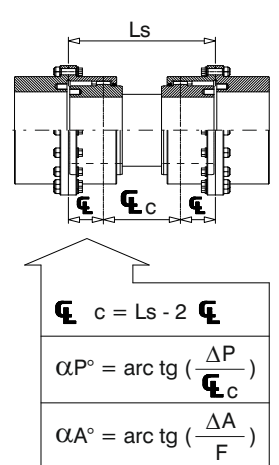 Ls
℄ ℄ c ℄
℄ c = Ls - 2 ℄
αP° = arc tg ( ΔP / ℄ c )
αA° = arc tg ( ΔA / F )